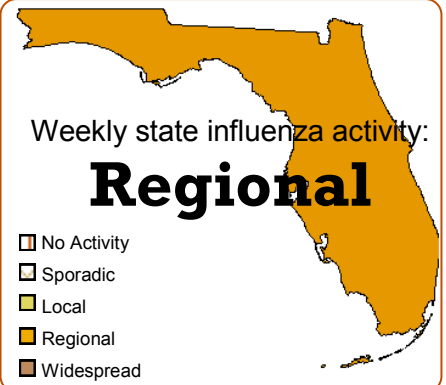 Weekly state influenza activity:
Regional
No Activity
Sporadic
Local
Regional
Widespread